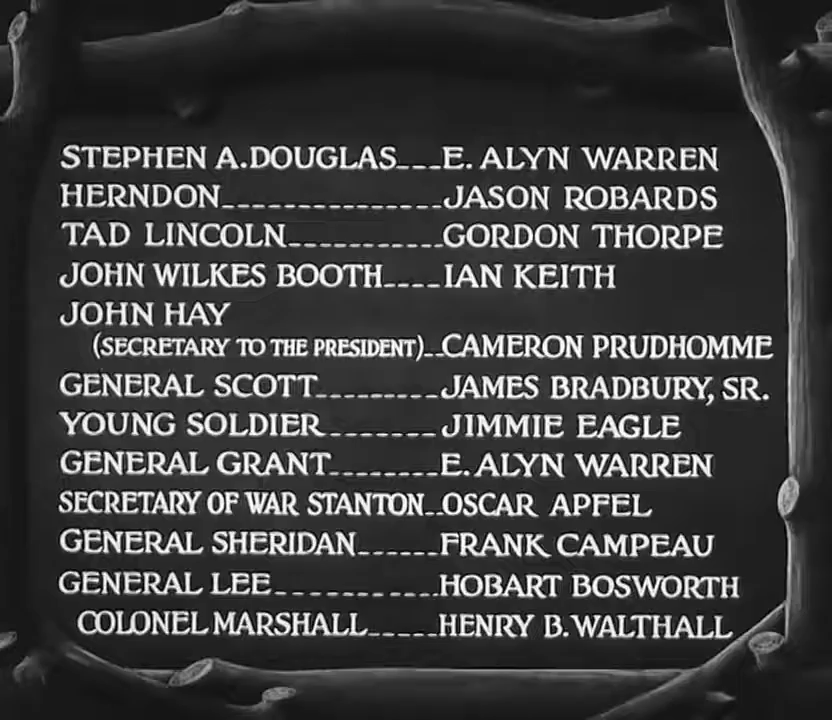 STEPHEN A. DOUGLAS___E. ALYN WARREN
HERNDON_______________JASON ROBARDS
TAD LINCOLN___________GORDON THORPE
JOHN WILKES BOOTH____IAN KEITH
JOHN HAY
(SECRETARY TO THE PRESIDENT)__CAMERON PRUDHOMME
GENERAL SCOTT_________JAMES BRADBURY, SR.
YOUNG SOLDIER________JIMMIE EAGLE
GENERAL GRANT________E. ALYN WARREN
SECRETARY OF WAR STANTON__OSCAR APFEL
GENERAL SHERIDAN______FRANK CAMPEAU
GENERAL LEE____________HOBART BOSWORTH
COLONEL MARSHALL_____HENRY B. WALTHALL